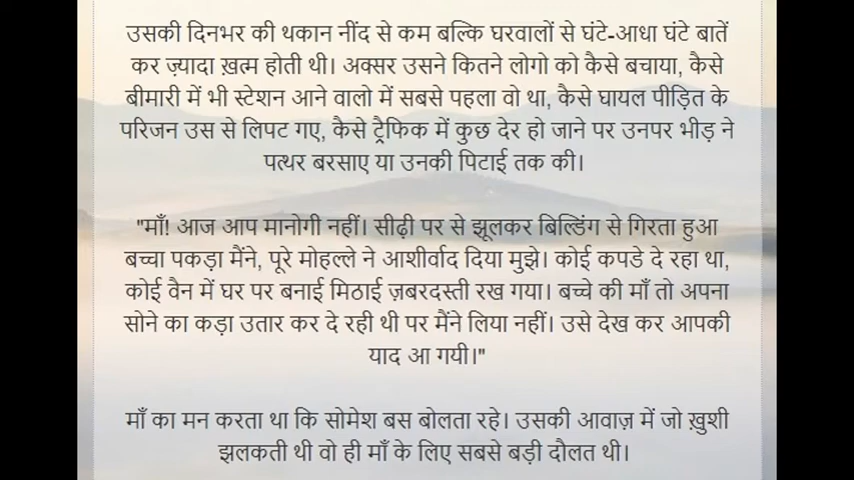 उसकी दिनभर की थकान नींद से कम बल्कि घरवालों से घंटे-आधा घंटे बातें
कर ज़्यादा ख़त्म होती थी। अक्सर उसने कितने लोगो को कैसे बचाया, कैसे
बीमारी में भी स्टेशन आने वालो में सबसे पहला वो था, कैसे घायल पीड़ित के
परिजन उस से लिपट गए, कैसे ट्रैफिक में कुछ देर हो जाने पर उनपर भीड़ ने
पत्थर बरसाए या उनकी पिटाई तक की।
"माँ! आज आप मानोगी नहीं। सीढ़ी पर से झूलकर बिल्डिंग से गिरता हुआ
बच्चा पकड़ा मैंने, पूरे मोहल्ले ने आशीर्वाद दिया मुझे। कोई कपडे दे रहा था,
कोई वैन में घर पर बनाई मिठाई ज़बरदस्ती रख गया। बच्चे की माँ तो अपना
सोने का कड़ा उतार कर दे रही थी पर मैंने लिया नहीं। उसे देख कर आपकी
याद आ गयी।"
माँ का मन करता था कि सोमेश बस बोलता रहे। उसकी आवाज़ में जो ख़ुशी
झलकती थी वो ही माँ के लिए सबसे बड़ी दौलत थी।